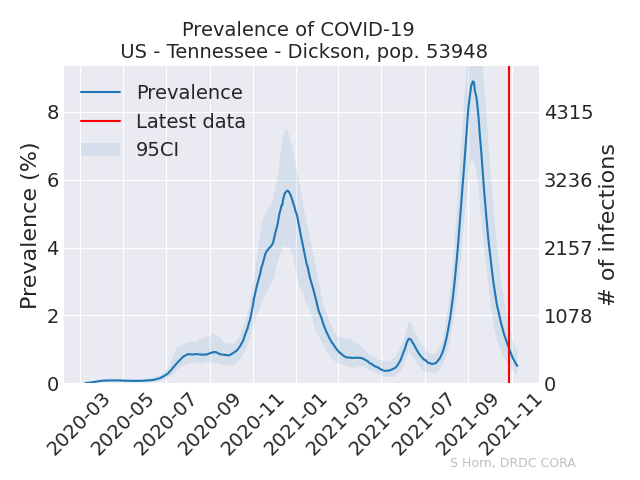 Prevalence of COVID-19
US - Tennessee - Dickson, pop. 53948
Prevalence
Latest data
95CI
Prevalence (%)
8
6
4
2
0
4315
3236
2157
1078
0
# of infections
2020-03
2020-05
2020-07
2020-09
2020-11
2021-01
2021-03
2021-05
2021-07
2021-09
2021-11
S Horn, DRDC CORA